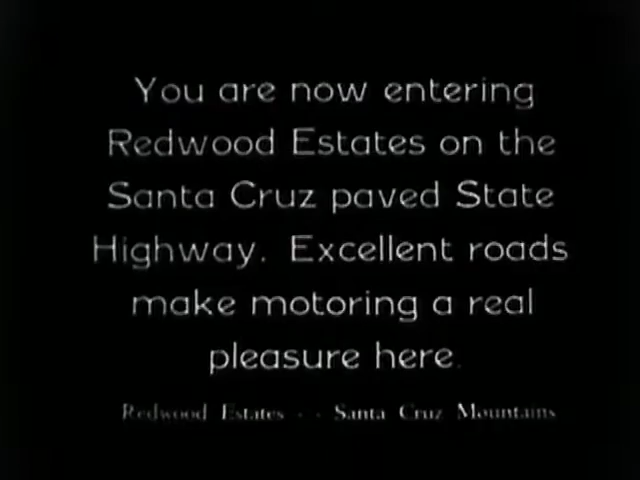 You are now entering
Redwood Estates on the
Santa Cruz paved State
Highway. Excellent roads
make motoring a real
pleasure here.
Redwood Estates - - Santa Cruz Mountains